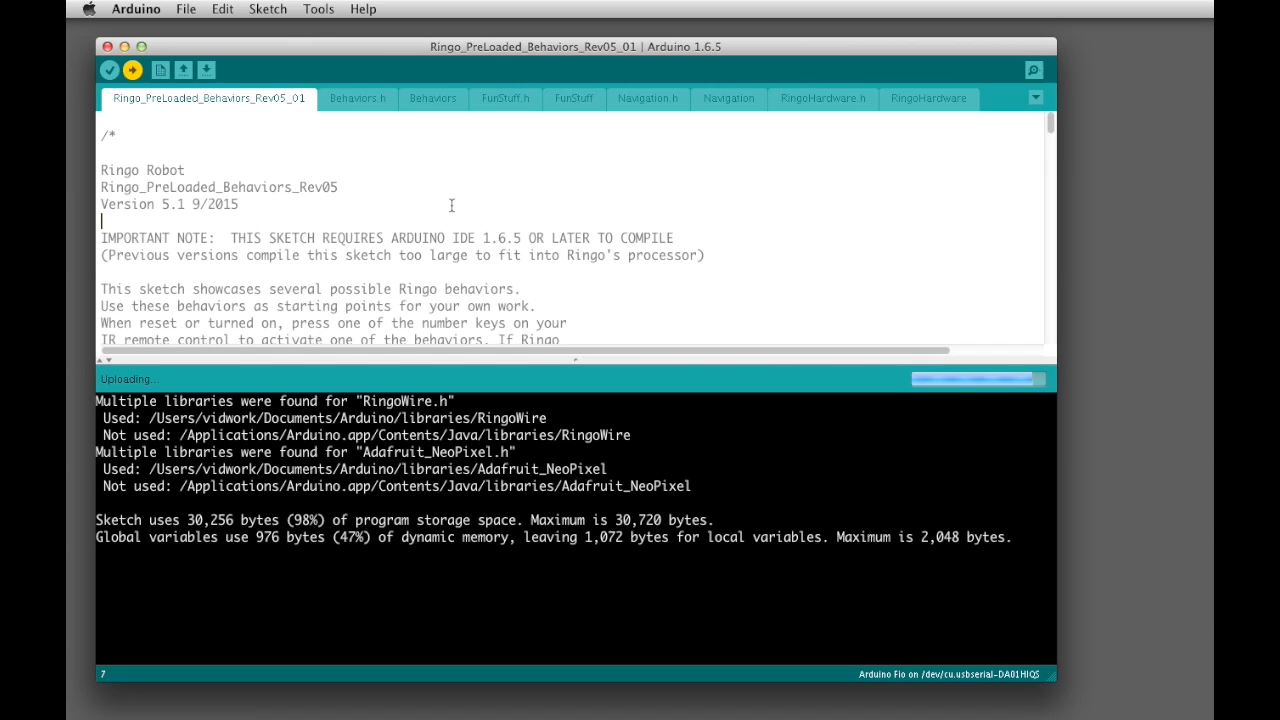 Arduino File Edit Sketch Tools Help
Ringo_PreLoaded_Behaviors_Rev05_01 | Arduino 1.6.5
Ringo_PreLoaded_Behaviors_Rev05_01 Behaviors.h Behaviors FunStuff.h FunStuff Navigation.h Navigation RingoHardware.h RingoHardware
/*
Ringo Robot
Ringo_PreLoaded_Behaviors_Rev05
Version 5.1 9/2015
IMPORTANT NOTE:  THIS SKETCH REQUIRES ARDUINO IDE 1.6.5 OR LATER TO COMPILE
(Previous versions compile this sketch too large to fit into Ringo's processor)
This sketch showcases several possible Ringo behaviors.
Use these behaviors as starting points for your own work.
When reset or turned on, press one of the number keys on your
IR remote control to activate one of the behaviors. If Ringo
Uploading...
Multiple libraries were found for "RingoWire.h"
Used: /Users/vidwork/Documents/Arduino/libraries/RingoWire
Not used: /Applications/Arduino.app/Contents/Java/libraries/RingoWire
Multiple libraries were found for "Adafruit_NeoPixel.h"
Used: /Users/vidwork/Documents/Arduino/libraries/Adafruit_NeoPixel
Not used: /Applications/Arduino.app/Contents/Java/libraries/Adafruit_NeoPixel
Sketch uses 30,256 bytes (98%) of program storage space. Maximum is 30,720 bytes.
Global variables use 976 bytes (47%) of dynamic memory, leaving 1,072 bytes for local variables. Maximum is 2,048 bytes.
7 Arduino Fio on /dev/cu.usbserial-DA01HIQS